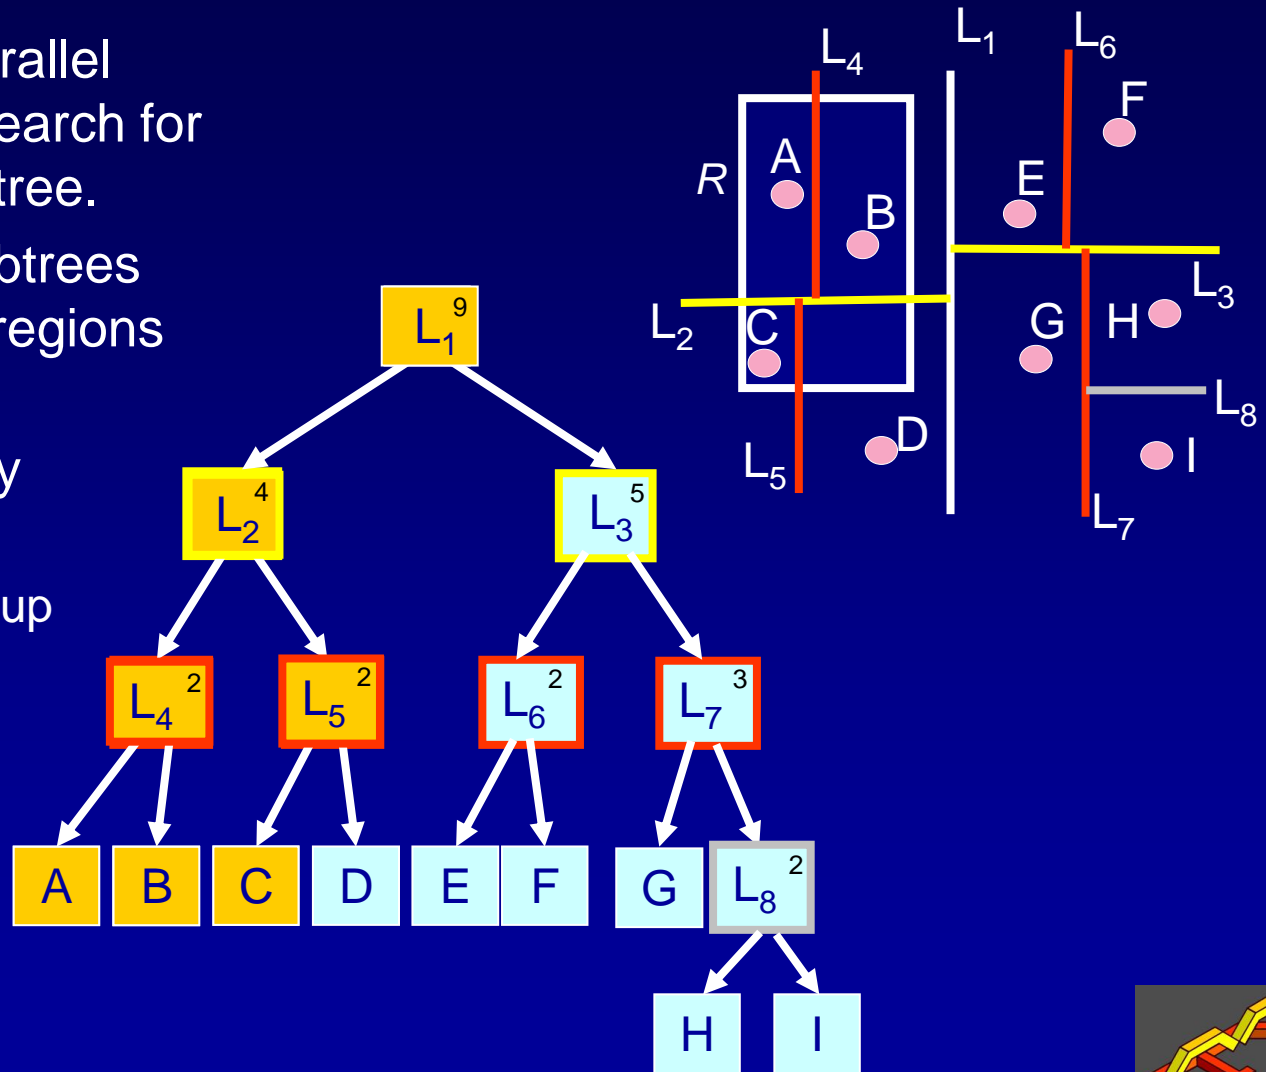 rallel
earch for
tree.
btrees
regions
y
up
L4
L1
L6
F
A
R
E
B
L3
L2
C
G
H
L8
D
L5
I
L7
L1 9
L2 4
L3 5
L4 2
L5 2
L6 2
L7 3
A B C D E F G L8 2
H I